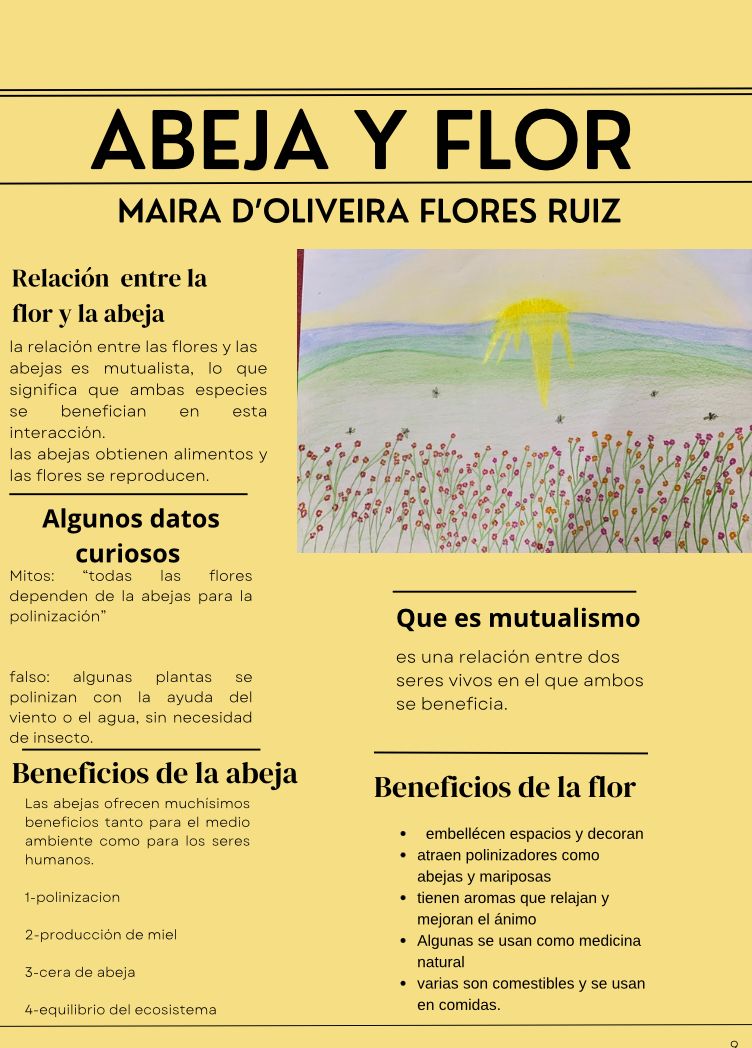 ABEJA Y FLOR
MAIRA D'OLIVEIRA FLORES RUIZ
Relación entre la
flor y la abeja
la relación entre las flores y las
abejas es mutualista, lo que
significa que ambas especies
se benefician en esta
interacción.
las abejas obtienen alimentos y
las flores se reproducen.
Algunos datos
curiosos
Mitos: “todas las flores
dependen de la abejas para la
polinización”
falso: algunas plantas se
polinizan con la ayuda del
viento o el agua, sin necesidad
de insecto.
Beneficios de la abeja
Las abejas ofrecen muchísimos
beneficios tanto para el medio
ambiente como para los seres
humanos.
1-polinizacion
2-producción de miel
3-cera de abeja
4-equilibrio del ecosistema
Que es mutualismo
es una relación entre dos
seres vivos en el que ambos
se beneficia.
Beneficios de la flor
• embellécen espacios y decoran
• atraen polinizadores como
abejas y mariposas
• tienen aromas que relajan y
mejoran el ánimo
• Algunas se usan como medicina
natural
• varias son comestibles y se usan
en comidas.